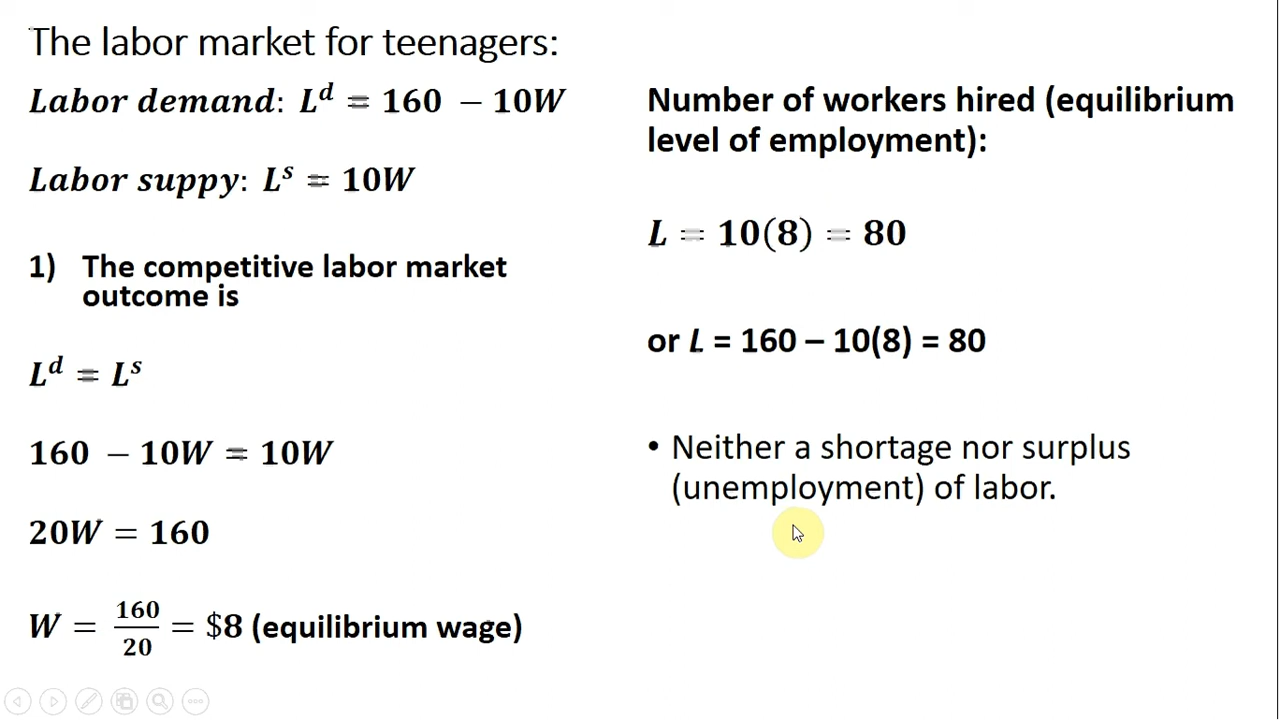 The labor market for teenagers:
Labor demand: L^d = 160 − 10W
Labor suppy: L^s = 10W
1) The competitive labor market
outcome is
L^d = L^s
160 − 10W = 10W
20W = 160
W = 160/20 = $8 (equilibrium wage)
Number of workers hired (equilibrium
level of employment):
L = 10(8) = 80
or L = 160 – 10(8) = 80
• Neither a shortage nor surplus
(unemployment) of labor.